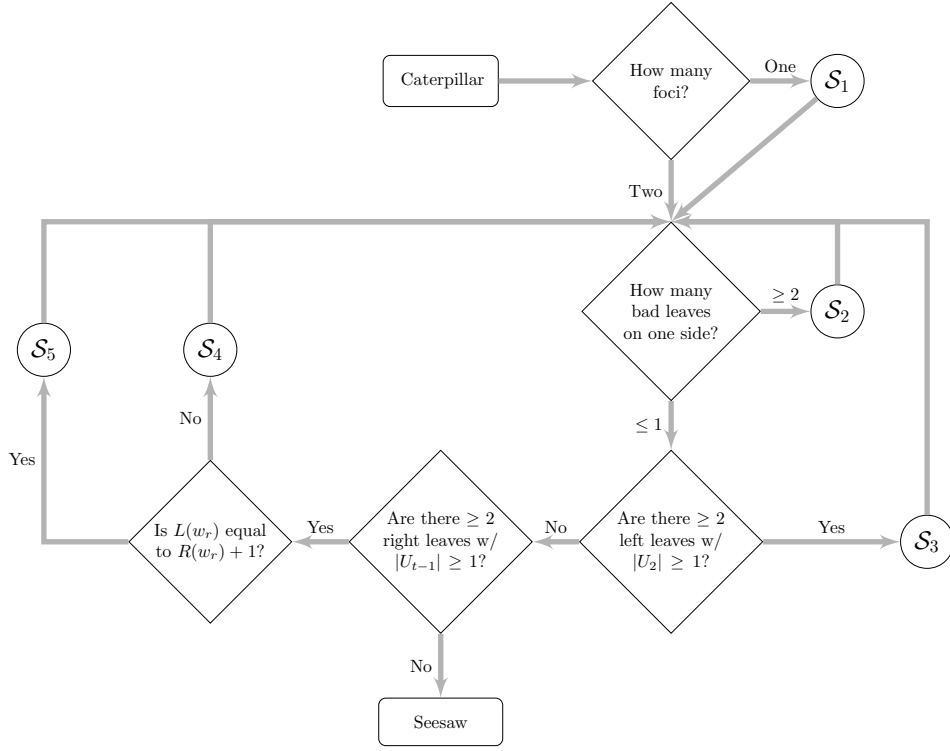 Caterpillar
How many
foci?
One
𝒮₁
Two
How many
bad leaves
on one side?
≥ 2
𝒮₂
≤ 1
𝒮₅
𝒮₄
No
Yes
Is L(wᵣ) equal
to R(wᵣ) + 1?
Yes
Are there ≥ 2
right leaves w/
|Uₜ₋₁| ≥ 1?
No
Are there ≥ 2
left leaves w/
|U₂| ≥ 1?
Yes
𝒮₃
No
Seesaw